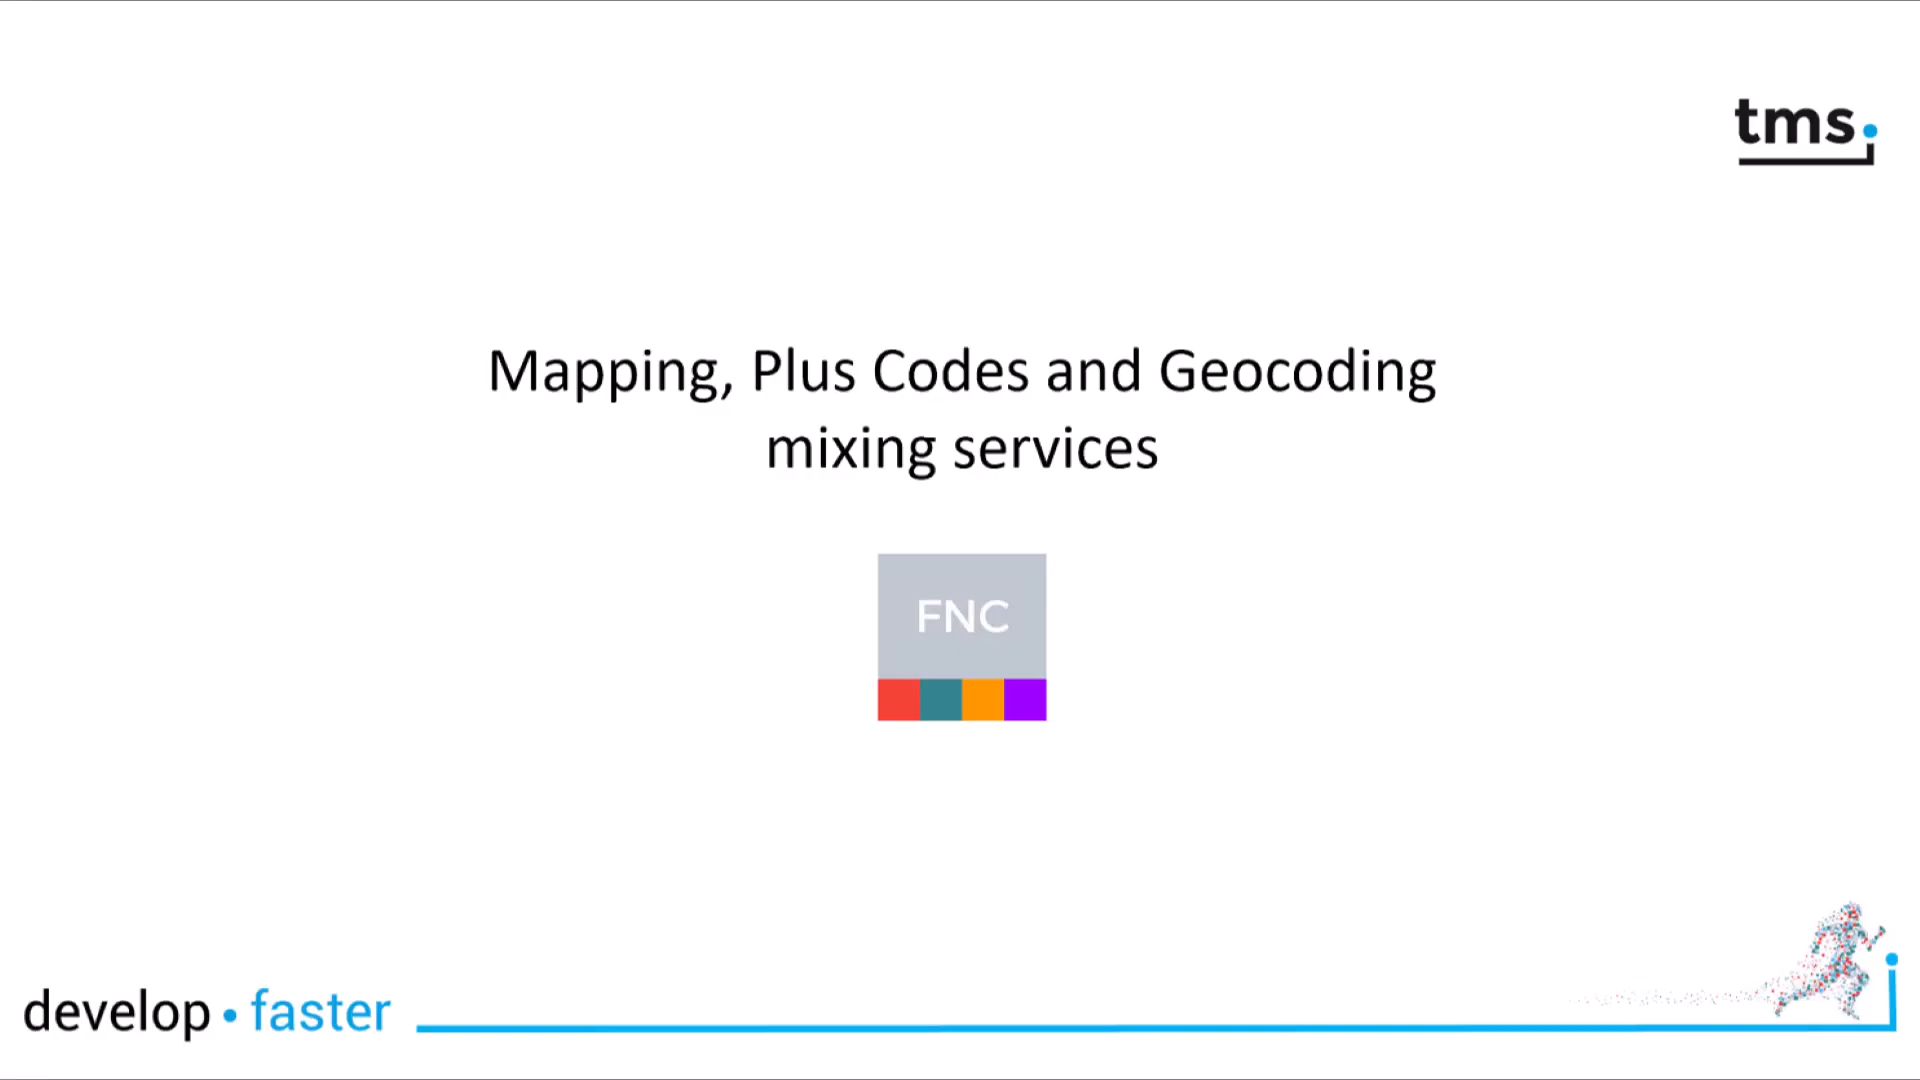 tms
Mapping, Plus Codes and Geocoding
mixing services
FNC
develop • faster